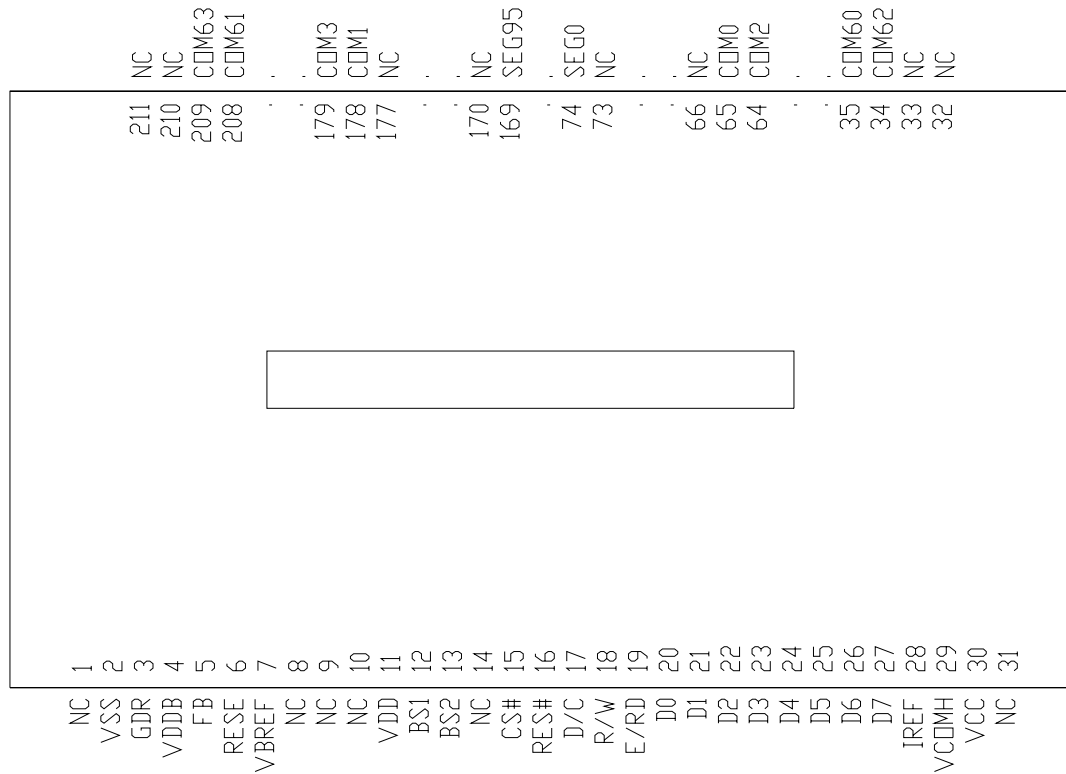 211 NC
210 NC
209 COM63
208 COM61
. .
. .
179 COM3
178 COM1
177 NC
. .
. .
170 NC
169 SEG95
. .
74 SEG0
73 NC
. .
. .
66 NC
65 COM0
64 COM2
. .
. .
35 COM60
34 COM62
33 NC
32 NC
NC 1
VSS 2
GDR 3
VDDB 4
FB 5
RESE 6
VBREF 7
NC 8
NC 9
NC 10
VDD 11
BS1 12
BS2 13
NC 14
CS# 15
RES# 16
D/C 17
R/W 18
E/RD 19
D0 20
D1 21
D2 22
D3 23
D4 24
D5 25
D6 26
D7 27
IREF 28
VCOMH 29
VCC 30
NC 31